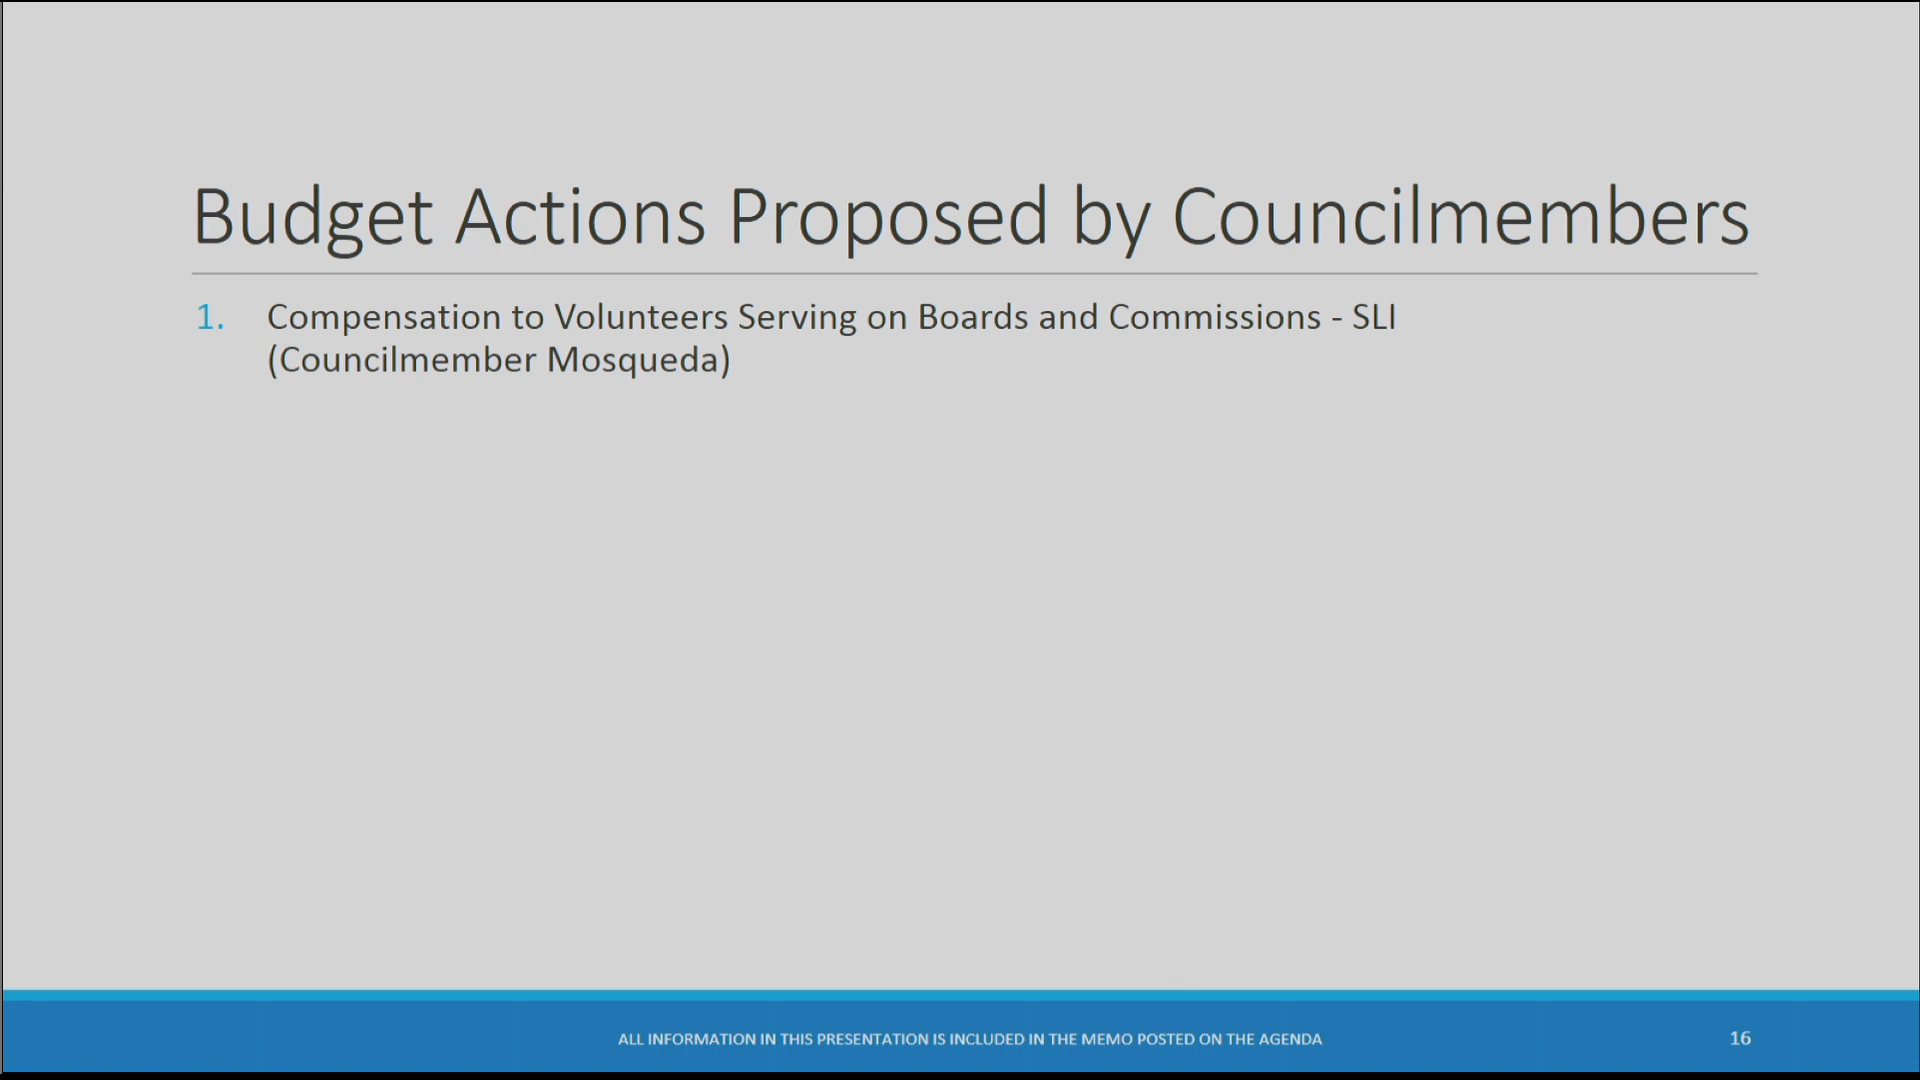 Budget Actions Proposed by Councilmembers
1. Compensation to Volunteers Serving on Boards and Commissions - SLI
(Councilmember Mosqueda)
ALL INFORMATION IN THIS PRESENTATION IS INCLUDED IN THE MEMO POSTED ON THE AGENDA
16